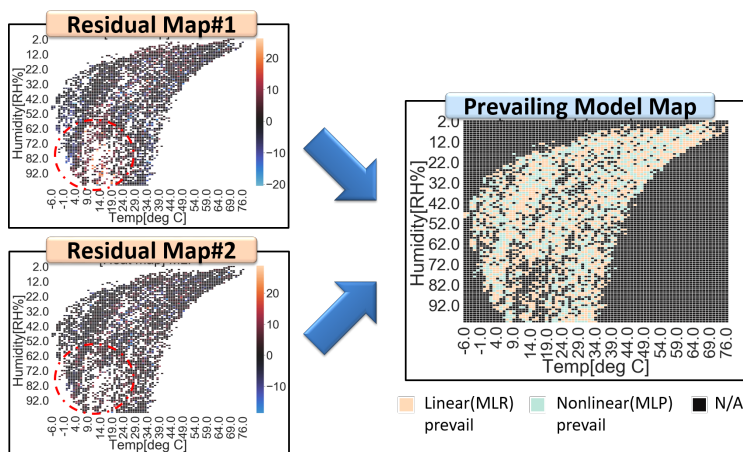 Residual Map#1
2.0
12.0
22.0
32.0
42.0
52.0
62.0
72.0
82.0
92.0
Humidity[RH%]
-6.0 -1.0 4.0 9.0 14.0 19.0 24.0 29.0 34.0 39.0 44.0 49.0 54.0 59.0 64.0 69.0 76.0
Temp[deg C]
20
10
0
−10
−20
Residual Map#2
2.0
12.0
22.0
32.0
42.0
52.0
62.0
72.0
82.0
92.0
Humidity[RH%]
-6.0 -1.0 4.0 9.0 14.0 19.0 24.0 29.0 34.0 39.0 44.0 49.0 54.0 59.0 64.0 69.0 76.0
Temp[deg C]
20
10
0
−10
Prevailing Model Map
2.0
12.0
22.0
32.0
42.0
52.0
62.0
72.0
82.0
92.0
Humidity[RH%]
-6.0 -1.0 4.0 9.0 14.0 19.0 24.0 29.0 34.0 39.0 44.0 49.0 54.0 59.0 64.0 69.0 76.0
Temp[deg C]
Linear(MLR)
prevail
Nonlinear(MLP)
prevail
N/A